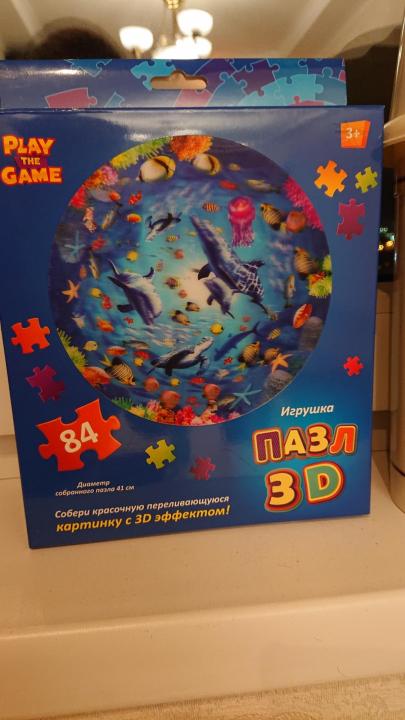 PLAY
THE
GAME
3+
84
Диаметр
собранного пазла 41 см
Игрушка
ПАЗЛ
3D
Собери красочную переливающуюся
картинку с 3D эффектом!